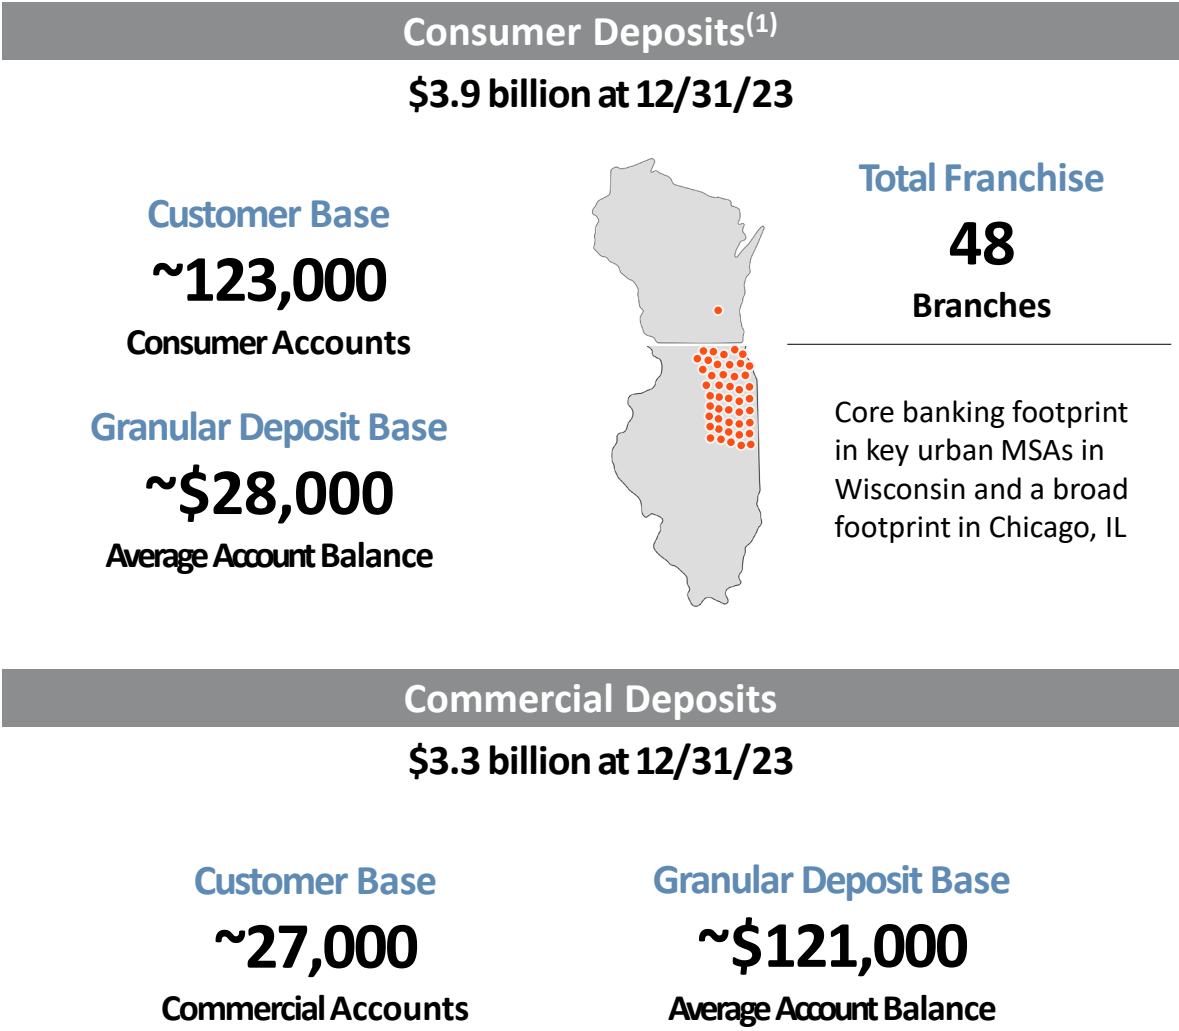 Consumer Deposits(1)
$3.9 billion at 12/31/23
Customer Base
~123,000
Consumer Accounts
Granular Deposit Base
~$28,000
Average Account Balance
Total Franchise
48
Branches
Core banking footprint
in key urban MSAs in
Wisconsin and a broad
footprint in Chicago, IL
Commercial Deposits
$3.3 billion at 12/31/23
Customer Base
~27,000
Commercial Accounts
Granular Deposit Base
~$121,000
Average Account Balance